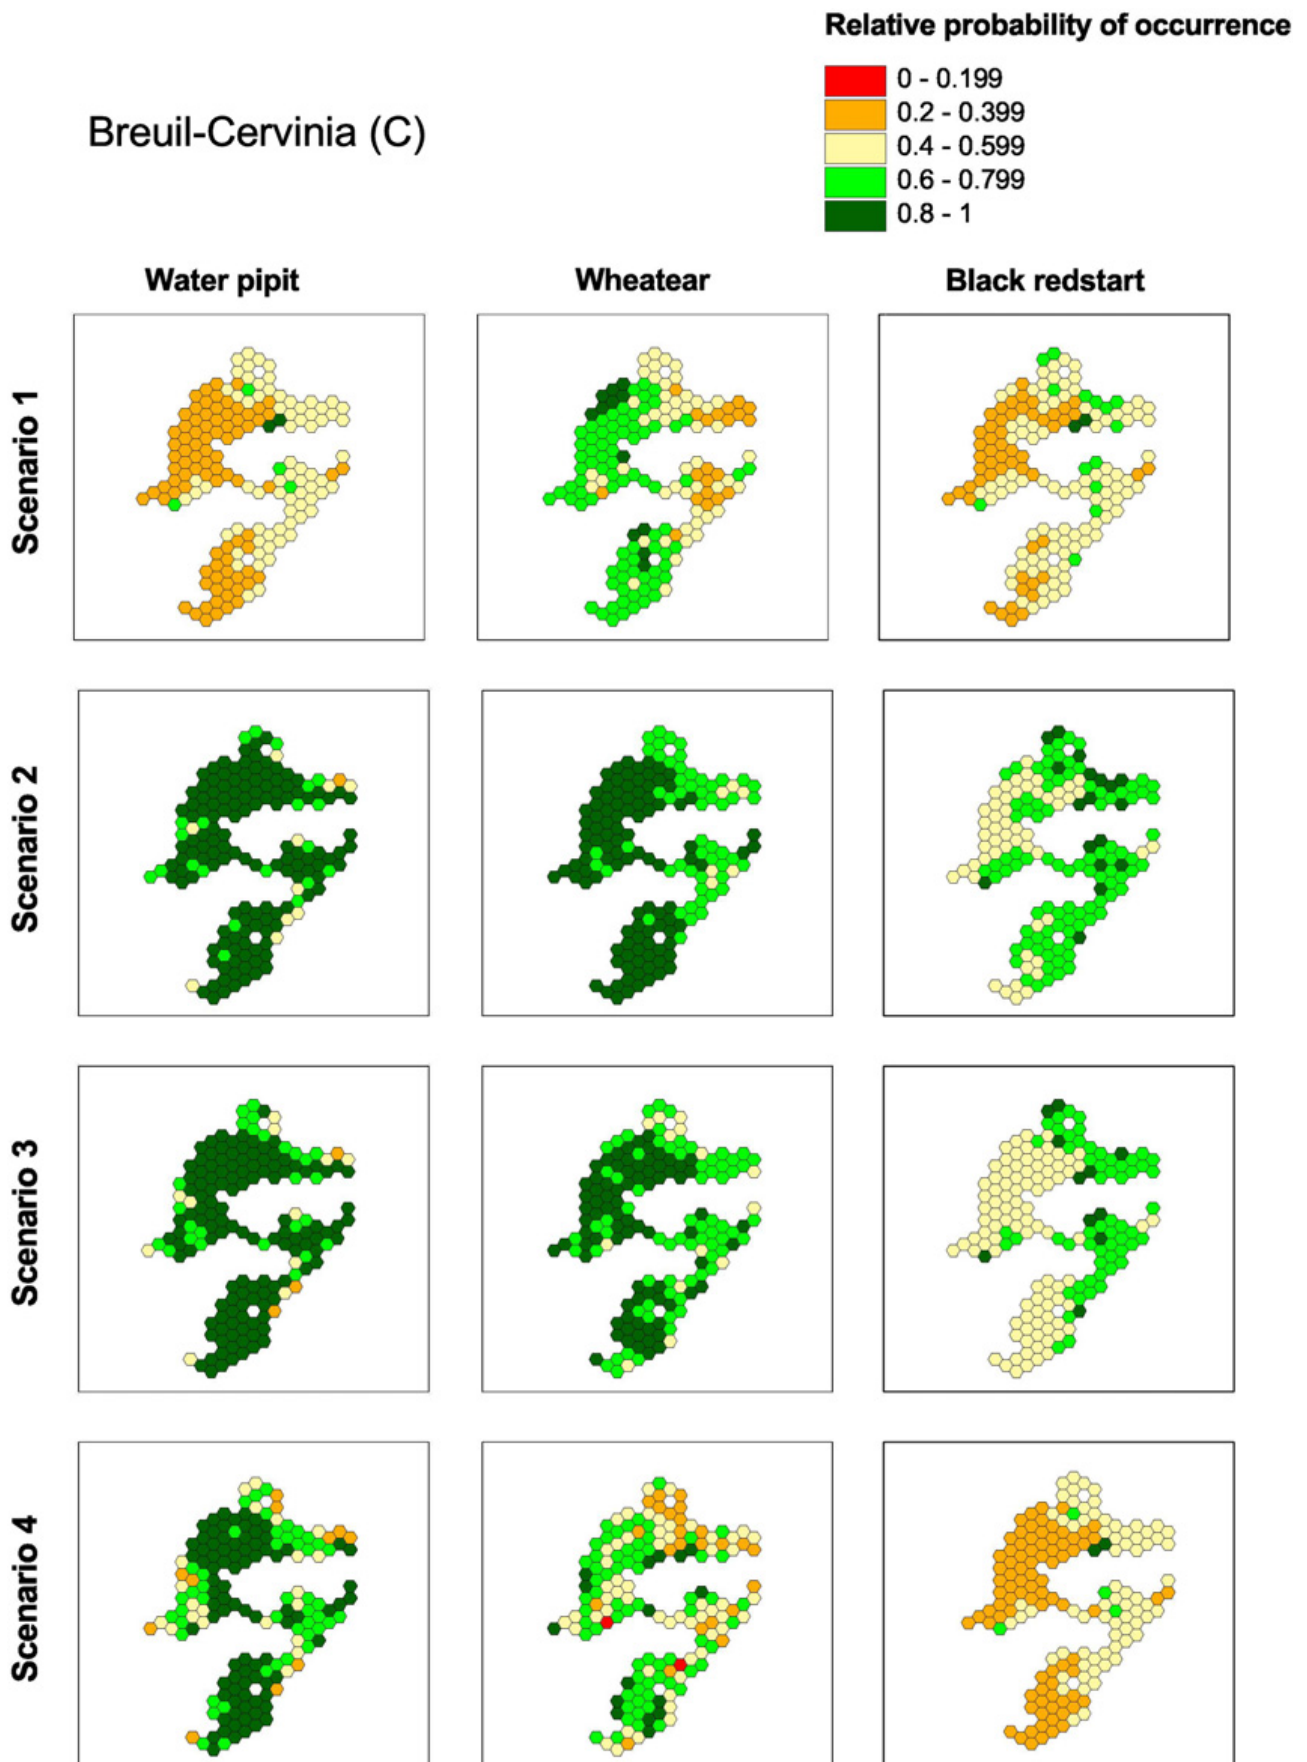 Relative probability of occurrence
0 - 0.199
0.2 - 0.399
0.4 - 0.599
0.6 - 0.799
0.8 - 1
Breuil-Cervinia (C)
Water pipit
Wheatear
Black redstart
Scenario 1
Scenario 2
Scenario 3
Scenario 4